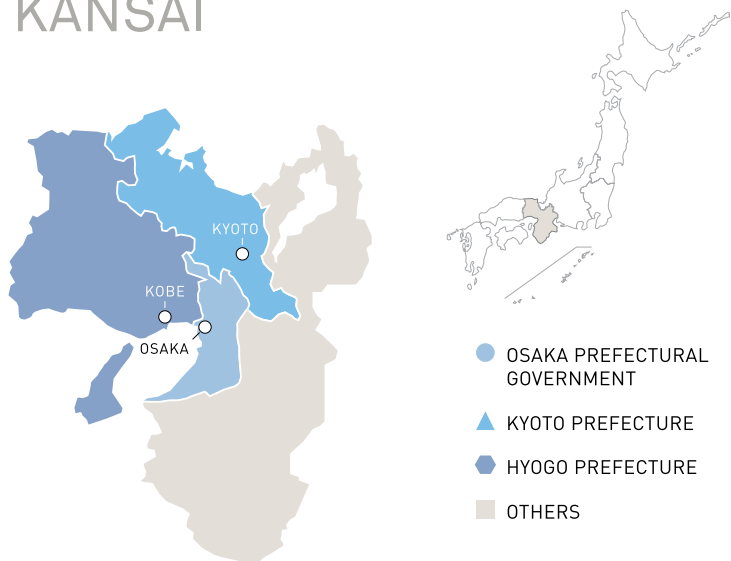 KANSAI
KYOTO
KOBE
OSAKA
OSAKA PREFECTURAL
GOVERNMENT
KYOTO PREFECTURE
HYOGO PREFECTURE
OTHERS